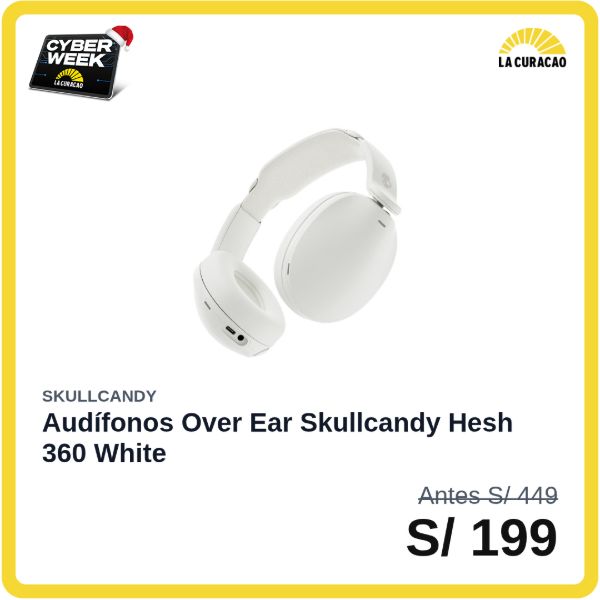 CYBER
WEEK
LA CURACAO
LA CURACAO
SKULLCANDY
Audífonos Over Ear Skullcandy Hesh
360 White
Antes S/ 449
S/ 199